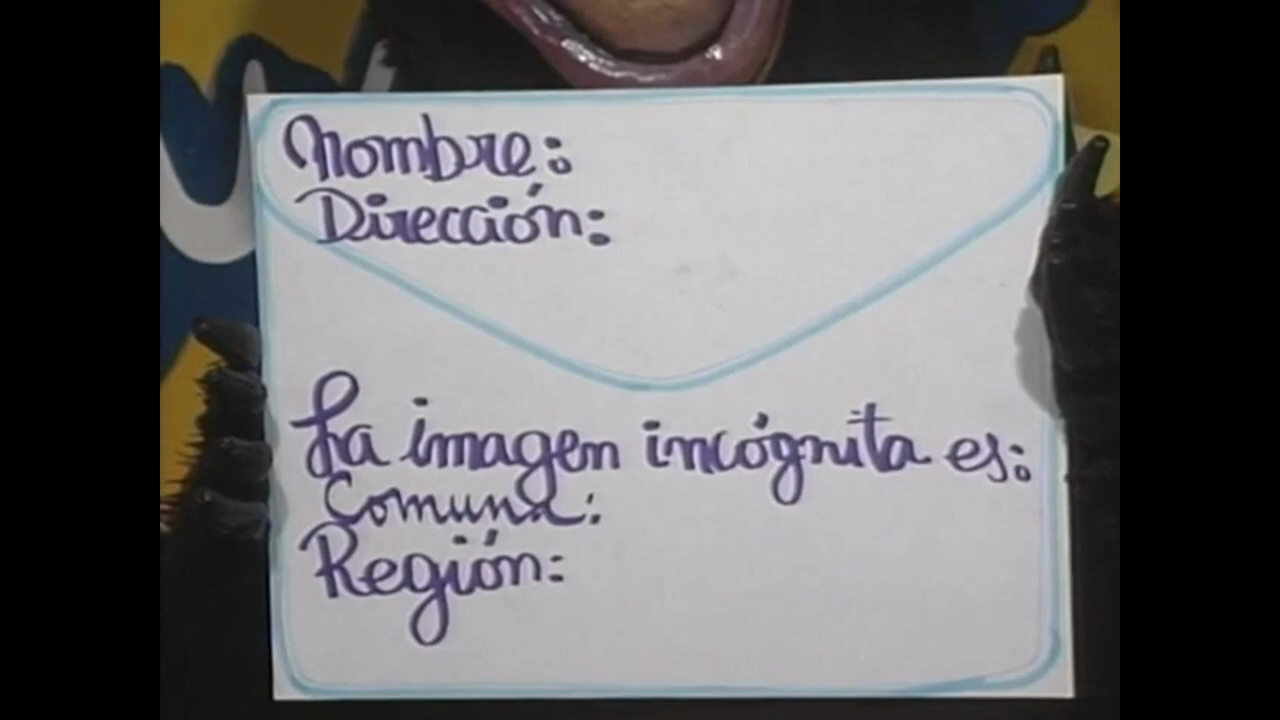 Nombre:
Dirección:
La imagen incógnita es:
Comuna:
Región: